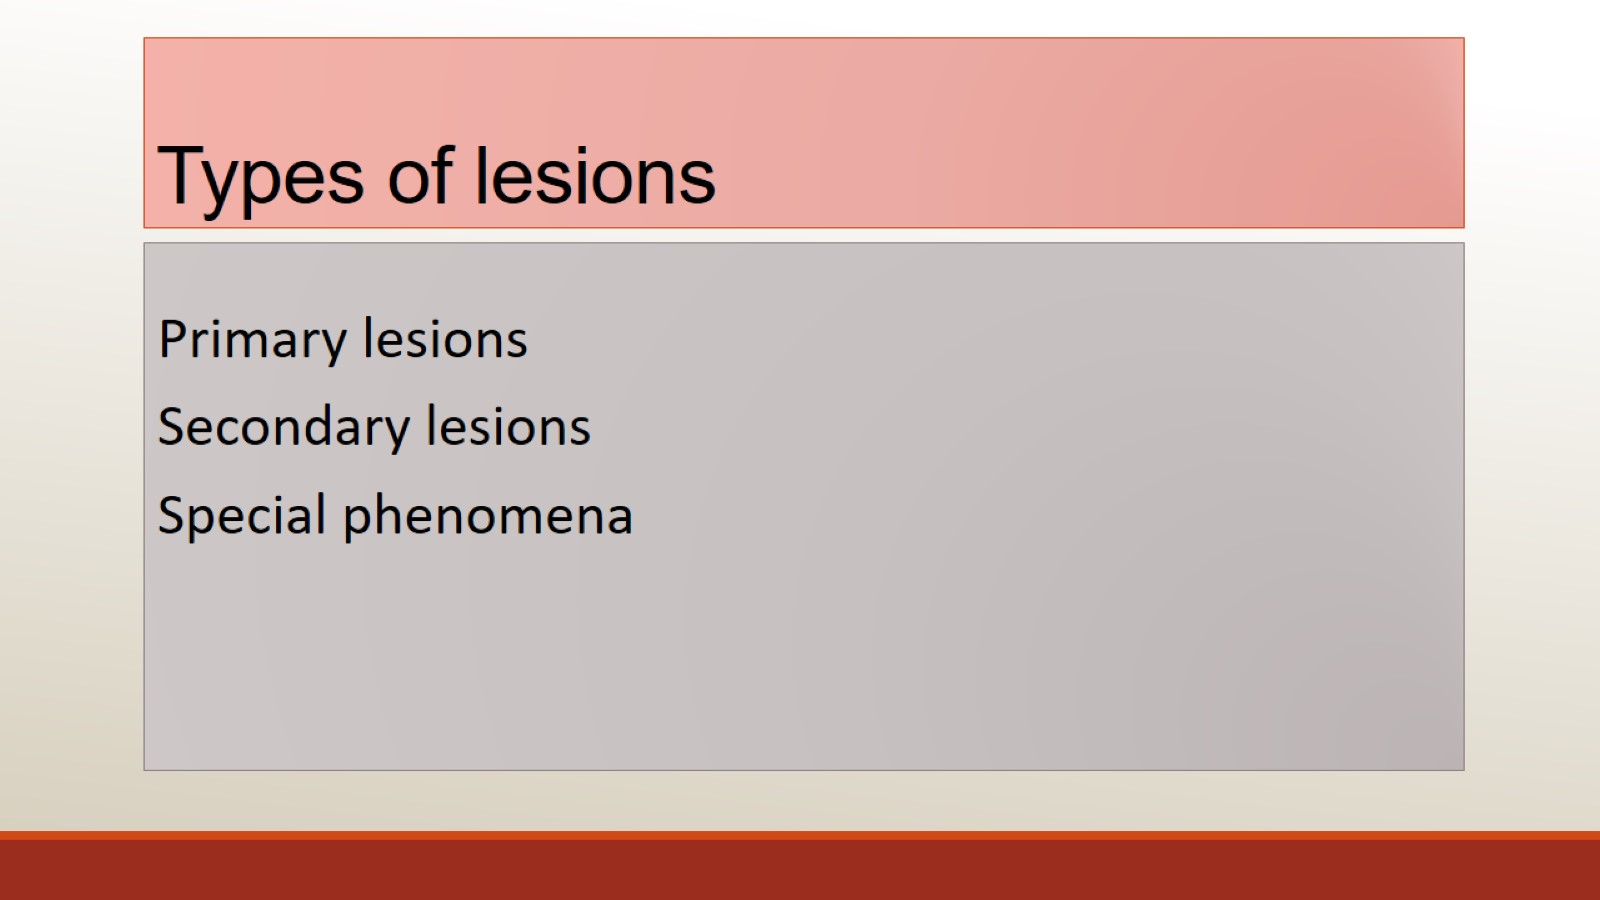 Types of lesions
Primary lesions
Secondary lesions
Special phenomena